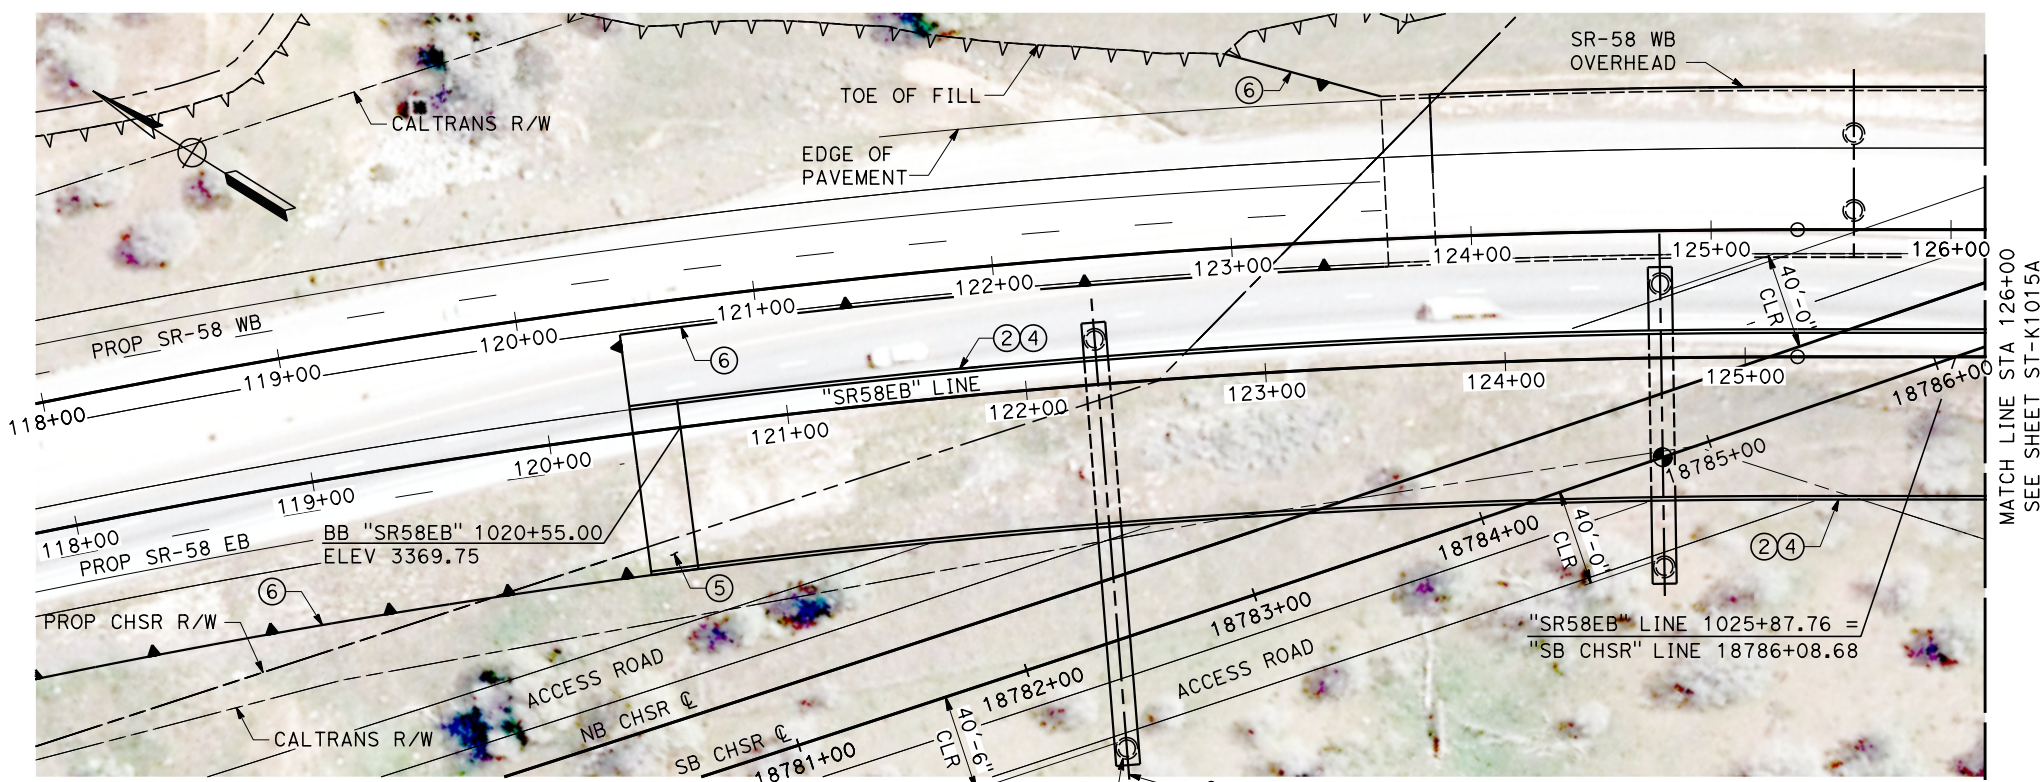 SR-58 WB
OVERHEAD
6
TOE OF FILL
CALTRANS R/W
EDGE OF
PAVEMENT
PROP SR-58 WB
118+00
119+00
120+00
121+00
122+00
123+00
124+00
125+00
126+00
40'-0"
CLR
MATCH LINE STA 126+00
SEE SHEET ST-K1015A
6
2 4
"SR58EB" LINE
118+00
119+00
120+00
121+00
122+00
123+00
124+00
125+00
PROP SR-58 EB
BB "SR58EB" 1020+55.00
ELEV 3369.75
6
5
PROP CHSR R/W
CALTRANS R/W
ACCESS ROAD
NB CHSR ℄
SB CHSR ℄
18781+00
18782+00
18783+00
18784+00
18785+00
18786+00
40'-6"
CLR
40'-0"
CLR
ACCESS ROAD
2 4
"SR58EB" LINE 1025+87.76 =
"SB CHSR" LINE 18786+08.68